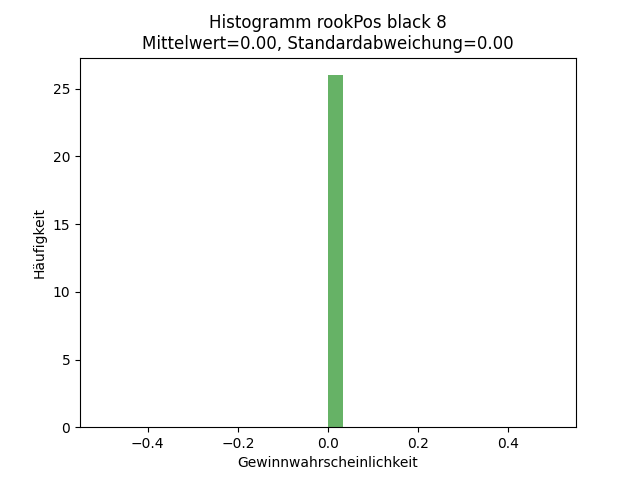 Histogramm rookPos black 8
Mittelwert=0.00, Standardabweichung=0.00
25
20
15
10
5
0
Häufigkeit
−0.4 −0.2 0.0 0.2 0.4
Gewinnwahrscheinlichkeit